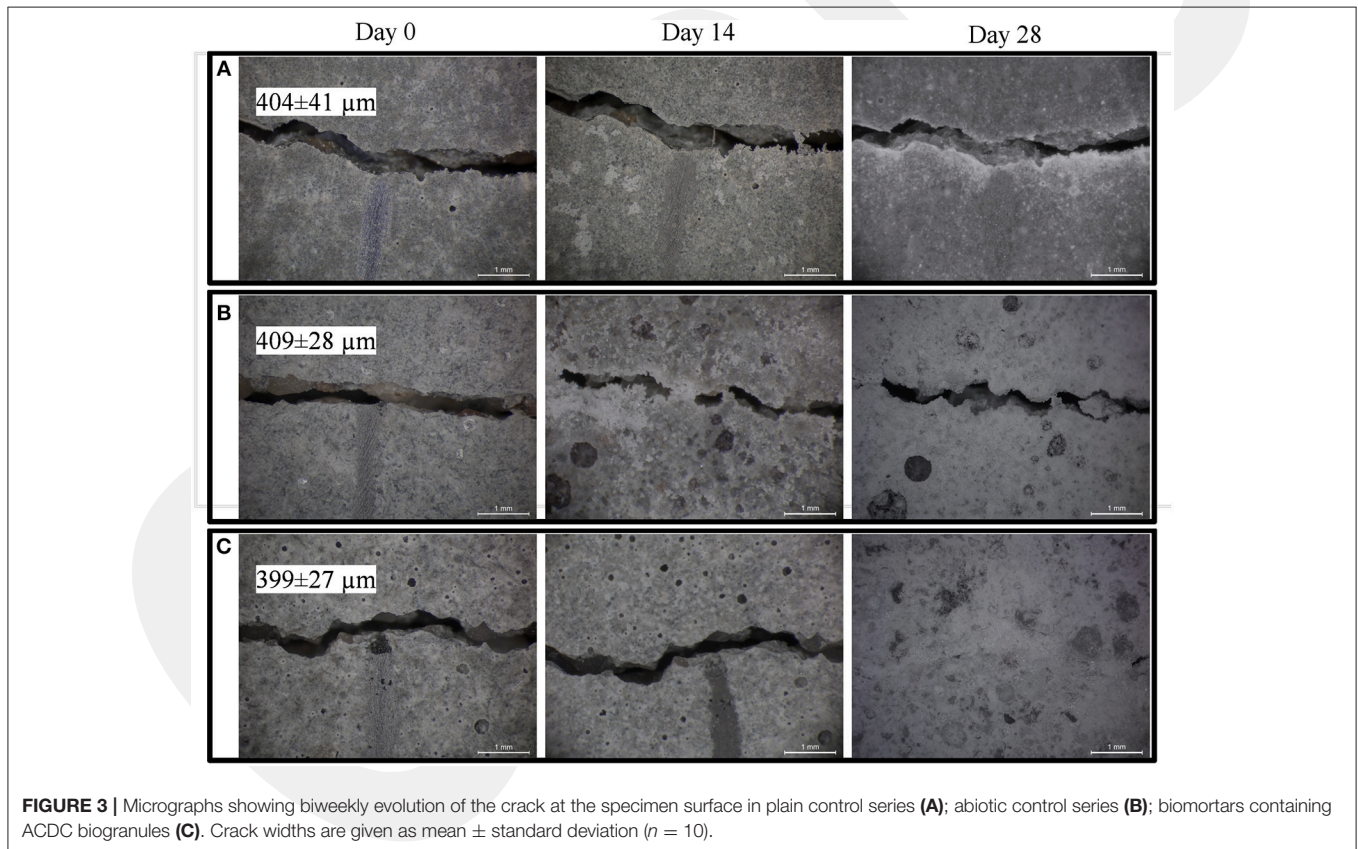 Day 0 Day 14 Day 28
A
404±41 µm
1 mm 1 mm 1 mm
B
409±28 µm
1 mm 1 mm 1 mm
C
399±27 µm
1 mm 1 mm 1 mm
FIGURE 3 | Micrographs showing biweekly evolution of the crack at the specimen surface in plain control series (A); abiotic control series (B); biomortars containing
ACDC biogranules (C). Crack widths are given as mean ± standard deviation (n = 10).